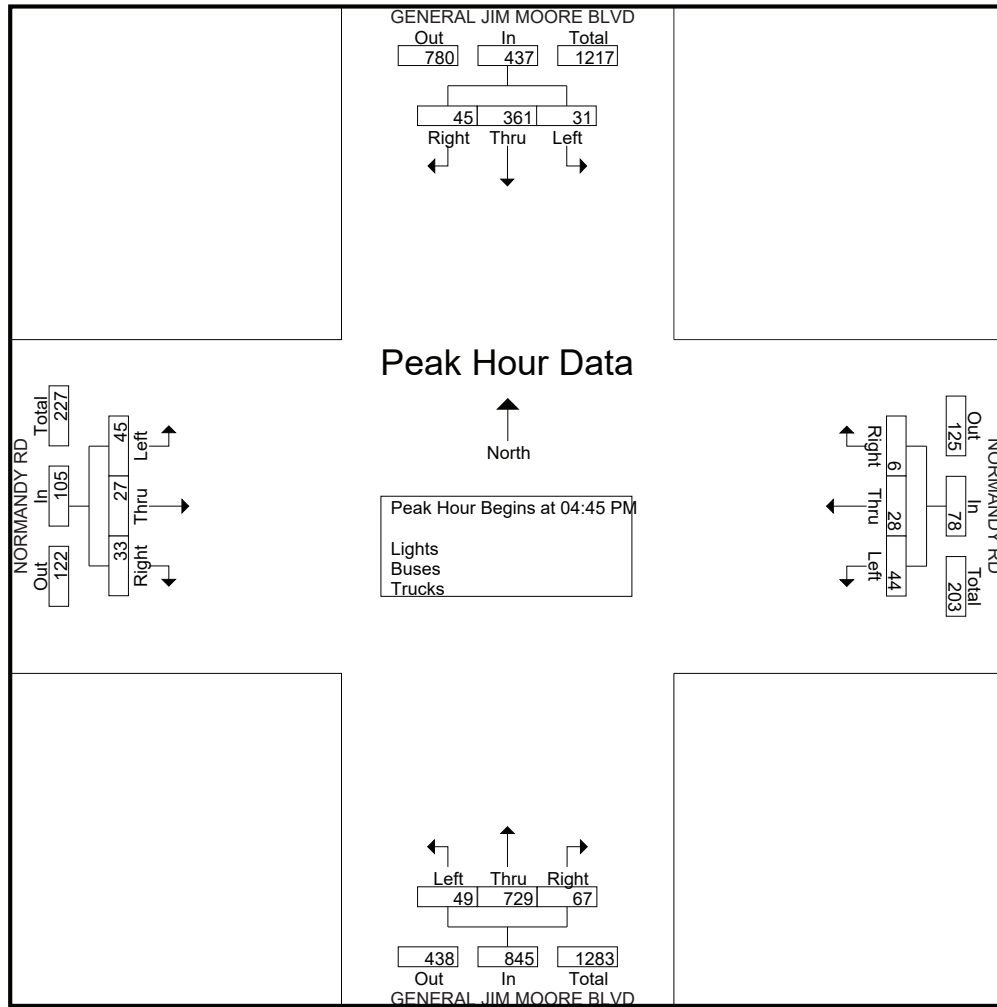 GENERAL JIM MOORE BLVD
Out In Total
780 437 1217
45 361 31
Right Thru Left
Peak Hour Data
North
Peak Hour Begins at 04:45 PM
Lights
Buses
Trucks
NORMANDY RD
Out In Total
122 105 227
33 27 45
Right Thru Left
NORMANDY RD
Out In Total
125 78 203
6 28 44
Right Thru Left
Left Thru Right
49 729 67
438 845 1283
Out In Total
GENERAL JIM MOORE BLVD